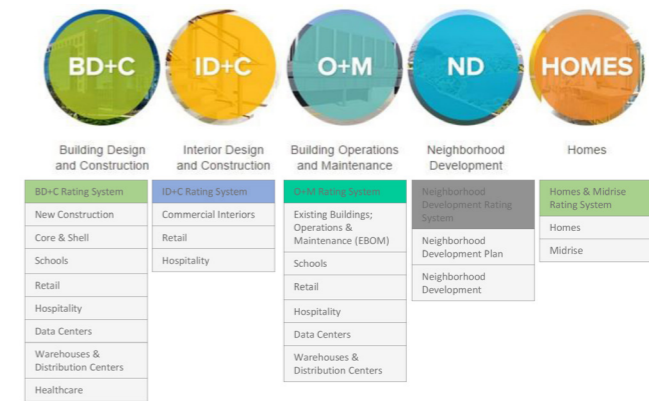 BD+C
ID+C
O+M
ND
HOMES
Building Design
and Construction
Interior Design
and Construction
Building Operations
and Maintenance
Neighborhood
Development
Homes
BD+C Rating System
New Construction
Core & Shell
Schools
Retail
Hospitality
Data Centers
Warehouses &
Distribution Centers
Healthcare
ID+C Rating System
Commercial Interiors
Retail
Hospitality
O+M Rating System
Existing Buildings;
Operations &
Maintenance (EBOM)
Schools
Retail
Hospitality
Data Centers
Warehouses &
Distribution Centers
Neighborhood
Development Rating
System
Neighborhood
Development Plan
Neighborhood
Development
Homes & Midrise
Rating System
Homes
Midrise